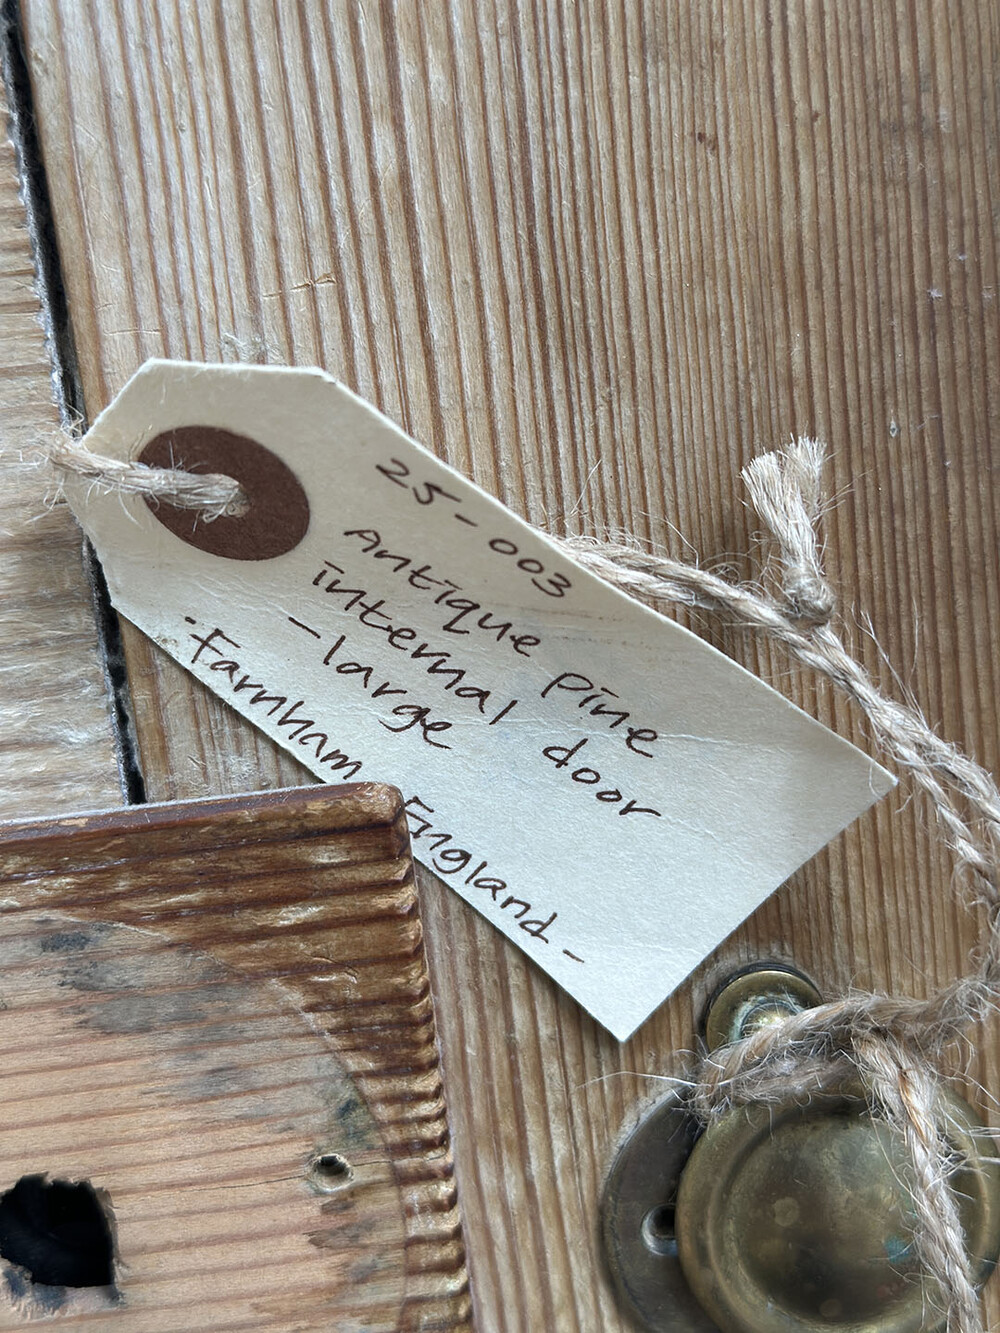 25-003
Antique pine
internal door
- large
·Farnham England-